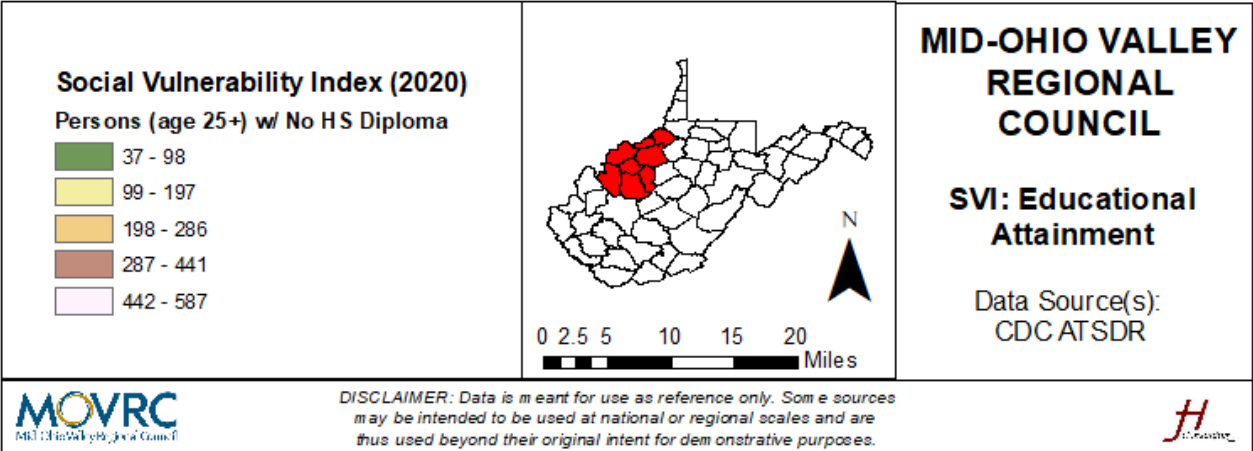 Social Vulnerability Index (2020)
Persons (age 25+) w/ No HS Diploma
37 - 98
99 - 197
198 - 286
287 - 441
442 - 587
N
0 2.5 5 10 15 20
Miles
MID-OHIO VALLEY
REGIONAL
COUNCIL
SVI: Educational
Attainment
Data Source(s):
CDC ATSDR
MOVRC
Mid-Ohio Valley Regional Council
DISCLAIMER: Data is meant for use as reference only. Some sources
may be intended to be used at national or regional scales and are
thus used beyond their original intent for demonstrative purposes.
H